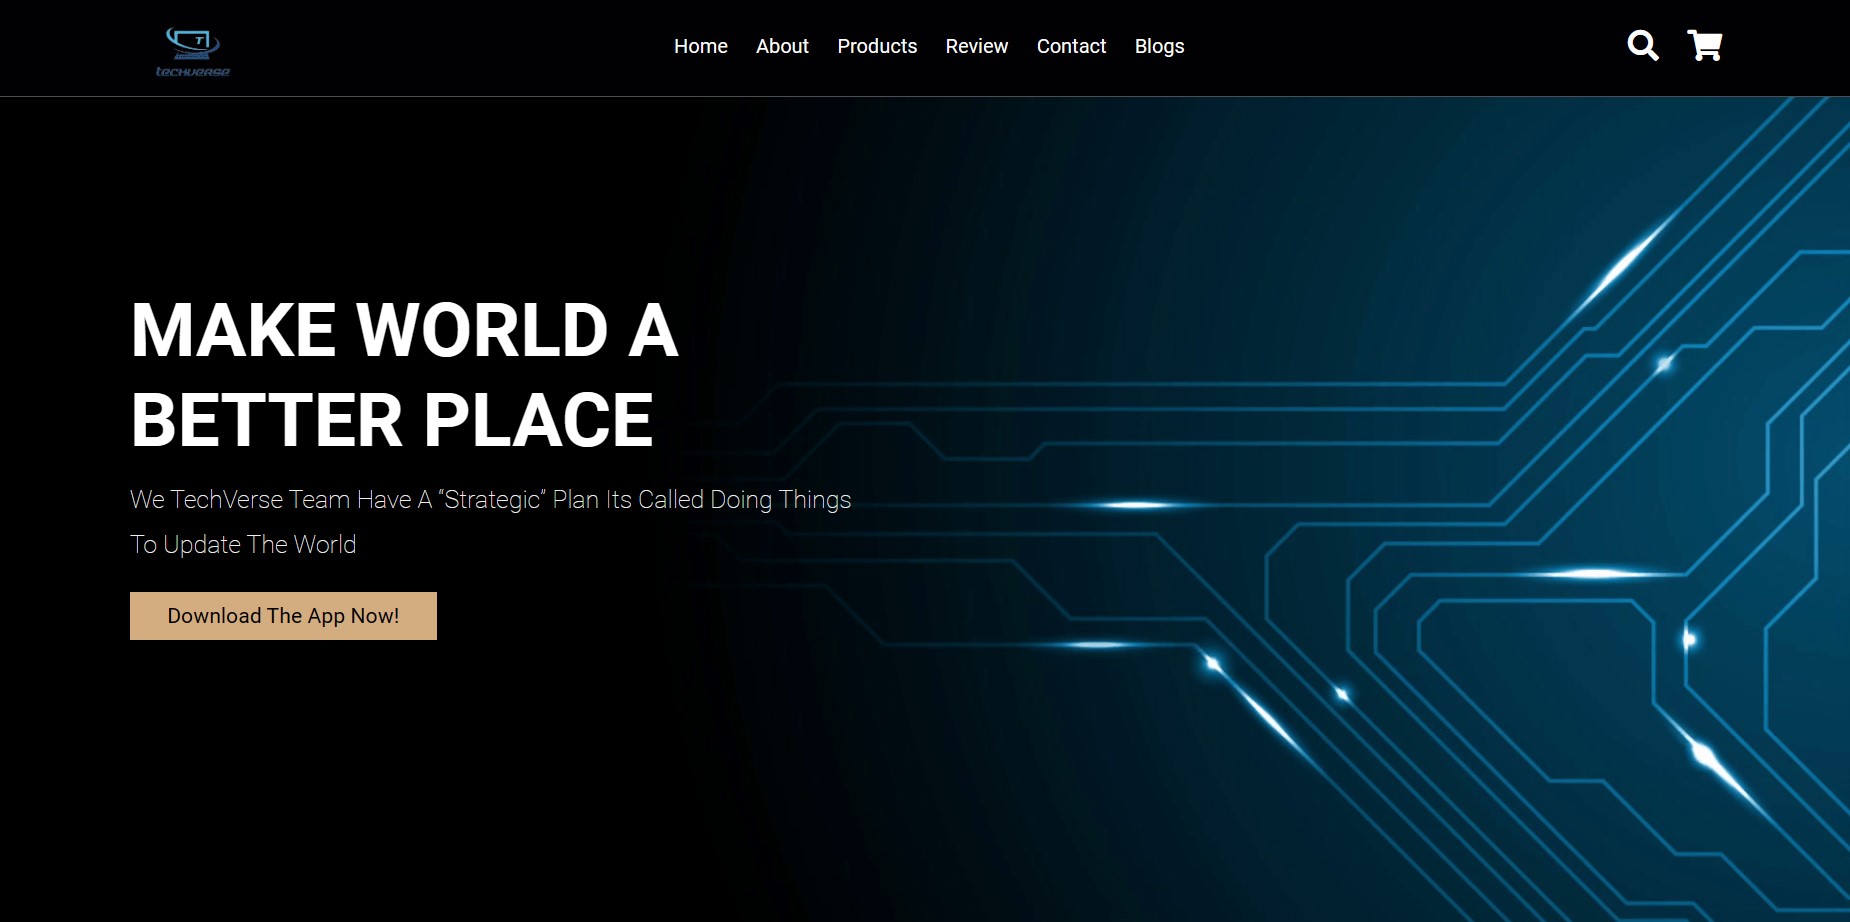 TECHVERSE
Home About Products Review Contact Blogs
MAKE WORLD A
BETTER PLACE
We TechVerse Team Have A “Strategic” Plan Its Called Doing Things
To Update The World
Download The App Now!